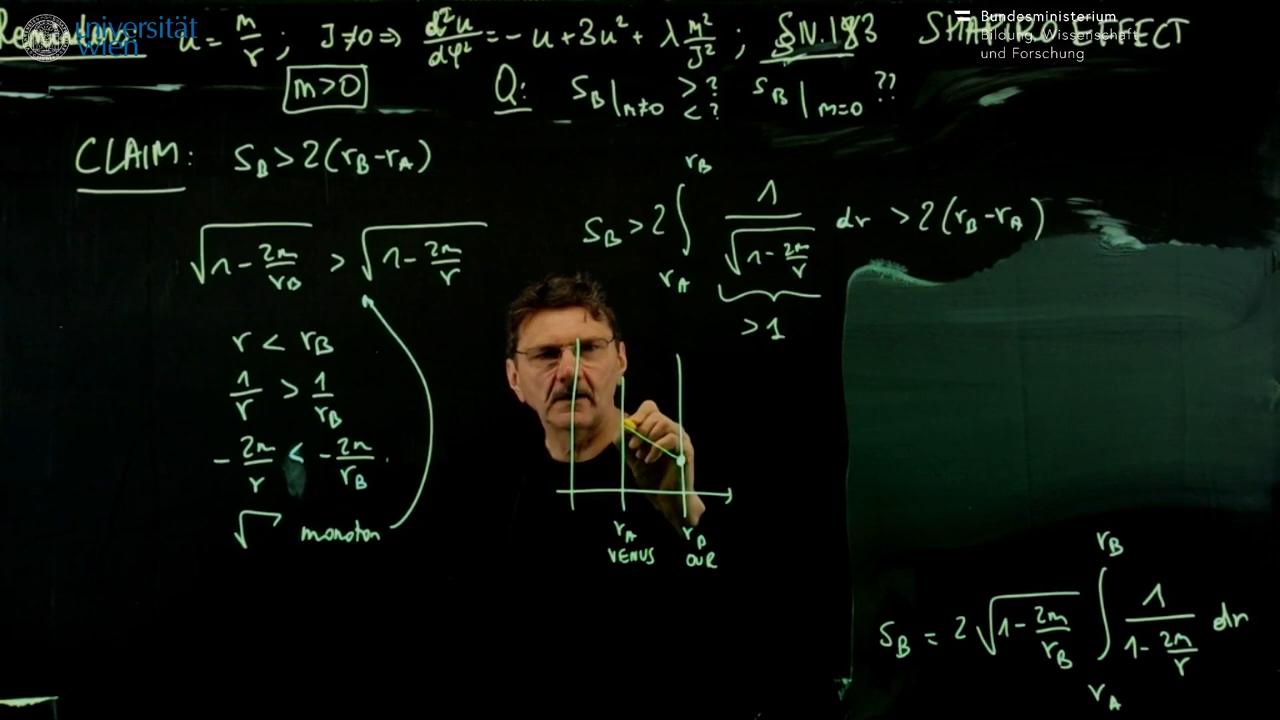 Reminder: u = m/r ; J≠0 ⇒ d²u/dφ² = -u + 3u² + λ m²/J² ; §N.183 SHAPIRO EFFECT
universität wien
Bundesministerium
Bildung, Wissenschaft
und Forschung
m>0 Q: S_B|_{m≠0} >? <? S_B|_{m=0} ??
CLAIM: S_B > 2(r_B - r_A)
√(1 - 2m/r_B) > √(1 - 2m/r)
S_B > 2 ∫_{r_A}^{r_B} 1/√(1 - 2m/r) dr > 2(r_B - r_A)
>1
r < r_B
1/r > 1/r_B
- 2m/r < - 2m/r_B
√ monoton
r_A r_B
VENUS OUR
S_B = 2 √(1 - 2m/r_B) ∫_{r_A}^{r_B} 1/(1 - 2m/r) dr